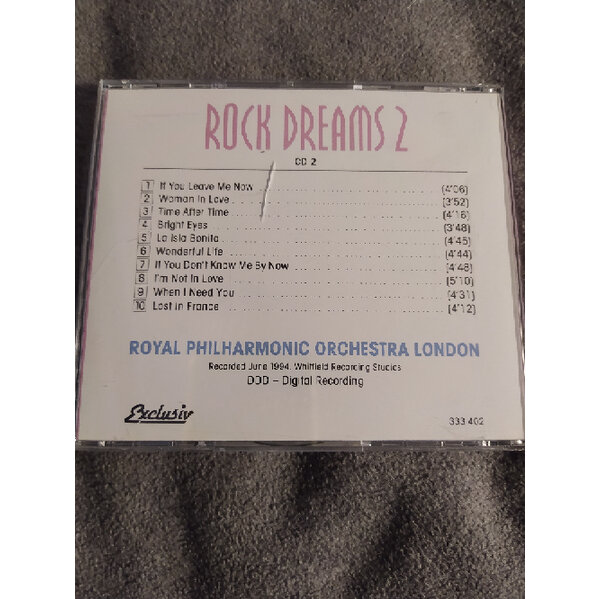 ROCK DREAMS 2
CD 2
1 If You Leave Me Now (4'06)
2 Woman In Love (3'52)
3 Time After Time (4'16)
4 Bright Eyes (3'48)
5 La Isla Bonita (4'45)
6 Wonderful Life (4'44)
7 If You Don't Know Me By Now (4'48)
8 I'm Not In Love (5'10)
9 When I Need You (4'31)
10 Lost in France (4'12)
ROYAL PHILHARMONIC ORCHESTRA LONDON
Recorded June 1994, Whitfield Recording Studios
DDD – Digital Recording
Exclusiv
333 402